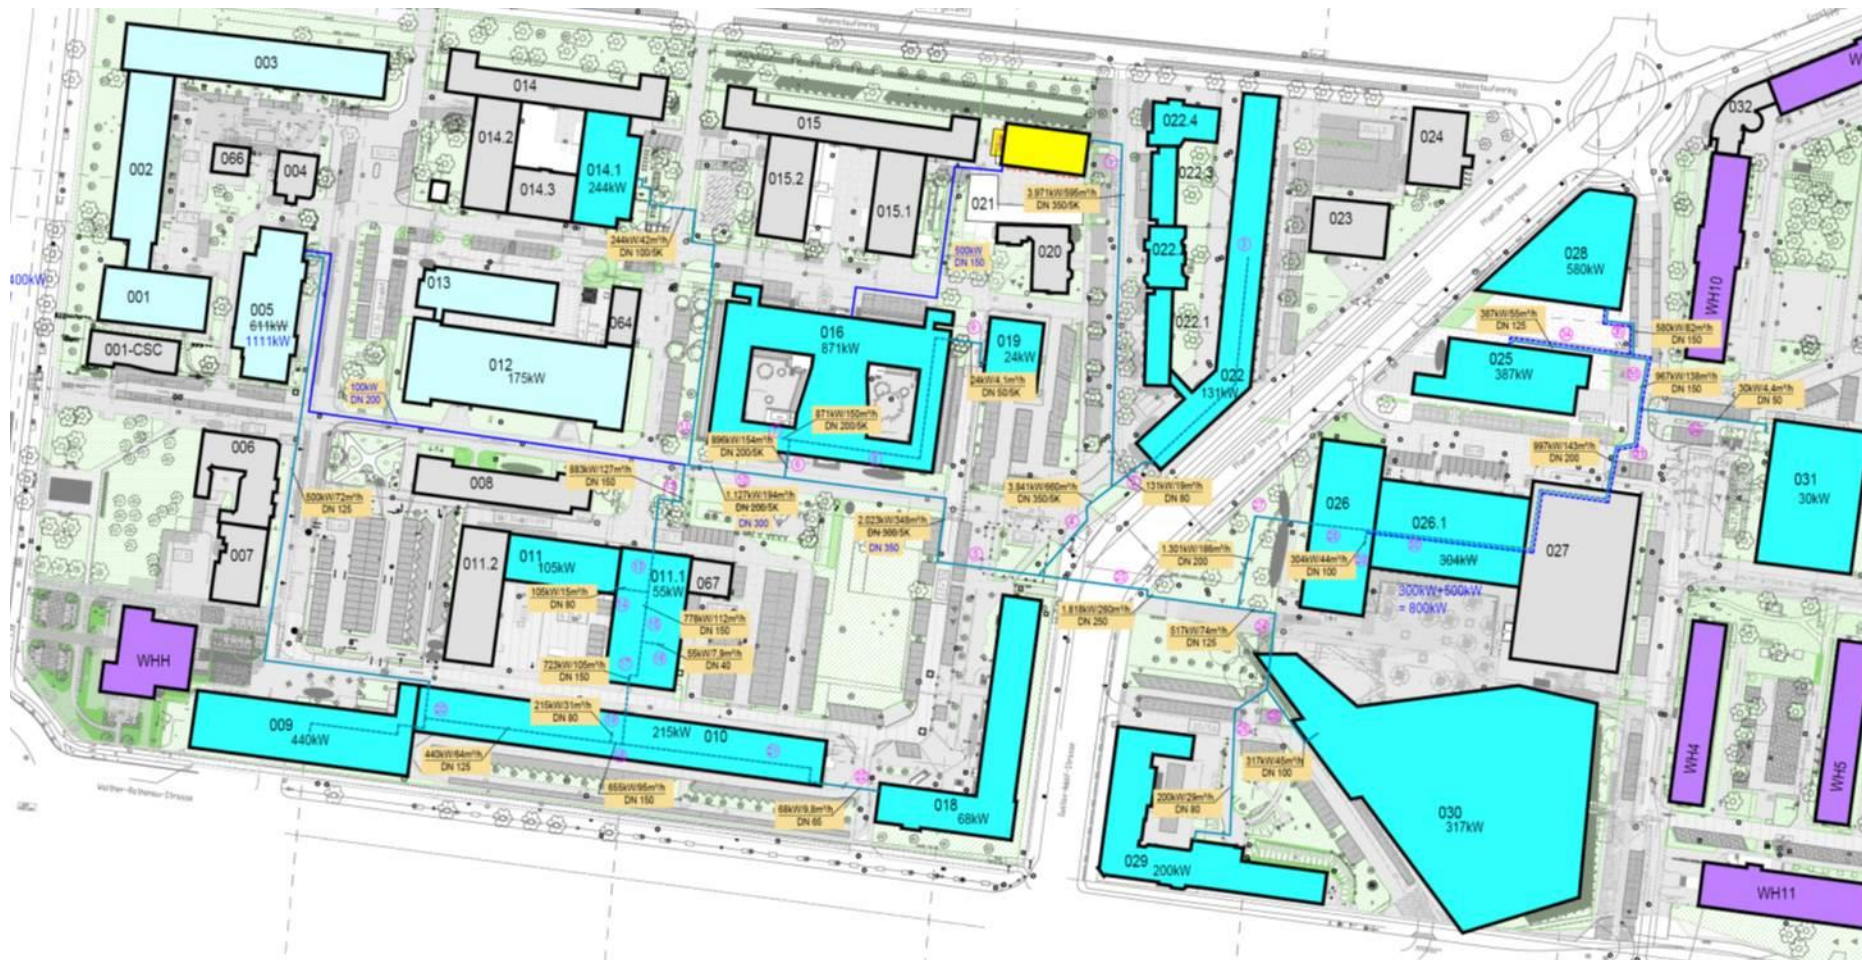 003
002
066
004
001
005
611kW
1111kW
001-CSC
400kW
014
014.2
014.3
014.1
244kW
244kW/42m³/h
DN 100/5K
013
064
012
175kW
100kW
DN 200
015
015.2
015.1
021
020
500kW
DN 150
3.971kW/595m³/h
DN 350/5K
016
871kW
019
24kW
24kW/4,1m³/h
DN 50/5K
871kW/150m³/h
DN 200/5K
896kW/154m³/h
DN 200/5K
022.4
022.3
022.1
022
131kW
131kW/19m³/h
DN 80
3.841kW/660m³/h
DN 350/5K
024
023
032
WH10
028
580kW
580kW/82m³/h
DN 150
387kW/55m³/h
DN 125
025
387kW
967kW/138m³/h
DN 150
30kW/4,4m³/h
DN 50
997kW/143m³/h
DN 200
031
30kW
026
026.1
304kW
304kW/44m³/h
DN 100
300kW+500kW
= 800kW
027
1.301kW/186m³/h
DN 200
1.818kW/260m³/h
DN 250
517kW/74m³/h
DN 125
006
007
500kW/72m³/h
DN 125
008
883kW/127m³/h
DN 150
1.127kW/194m³/h
DN 200/5K
DN 300
2.023kW/348m³/h
DN 300/5K
DN 350
011.2
011
105kW
011.1
55kW
067
105kW/15m³/h
DN 80
778kW/112m³/h
DN 150
55kW/7,9m³/h
DN 40
723kW/105m³/h
DN 150
215kW/31m³/h
DN 80
WHH
009
440kW
440kW/64m³/h
DN 125
215kW
010
655kW/95m³/h
DN 150
68kW/9,8m³/h
DN 65
018
68kW
029
200kW
200kW/29m³/h
DN 80
317kW/45m³/h
DN 100
030
317kW
WH4
WH5
WH11
Walther-Rathenau-Strasse
Pfaelzer Strasse
Pfaelzer Strasse